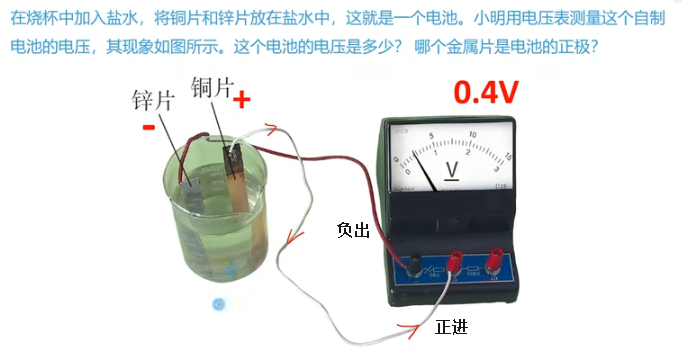 在烧杯中加入盐水，将铜片和锌片放在盐水中，这就是一个电池。小明用电压表测量这个自制
电池的电压，其现象如图所示。这个电池的电压是多少？ 哪个金属片是电池的正极？
锌片 铜片
- +
0.4V
0 5 10 15
0 1 2 3
V
负出
正进